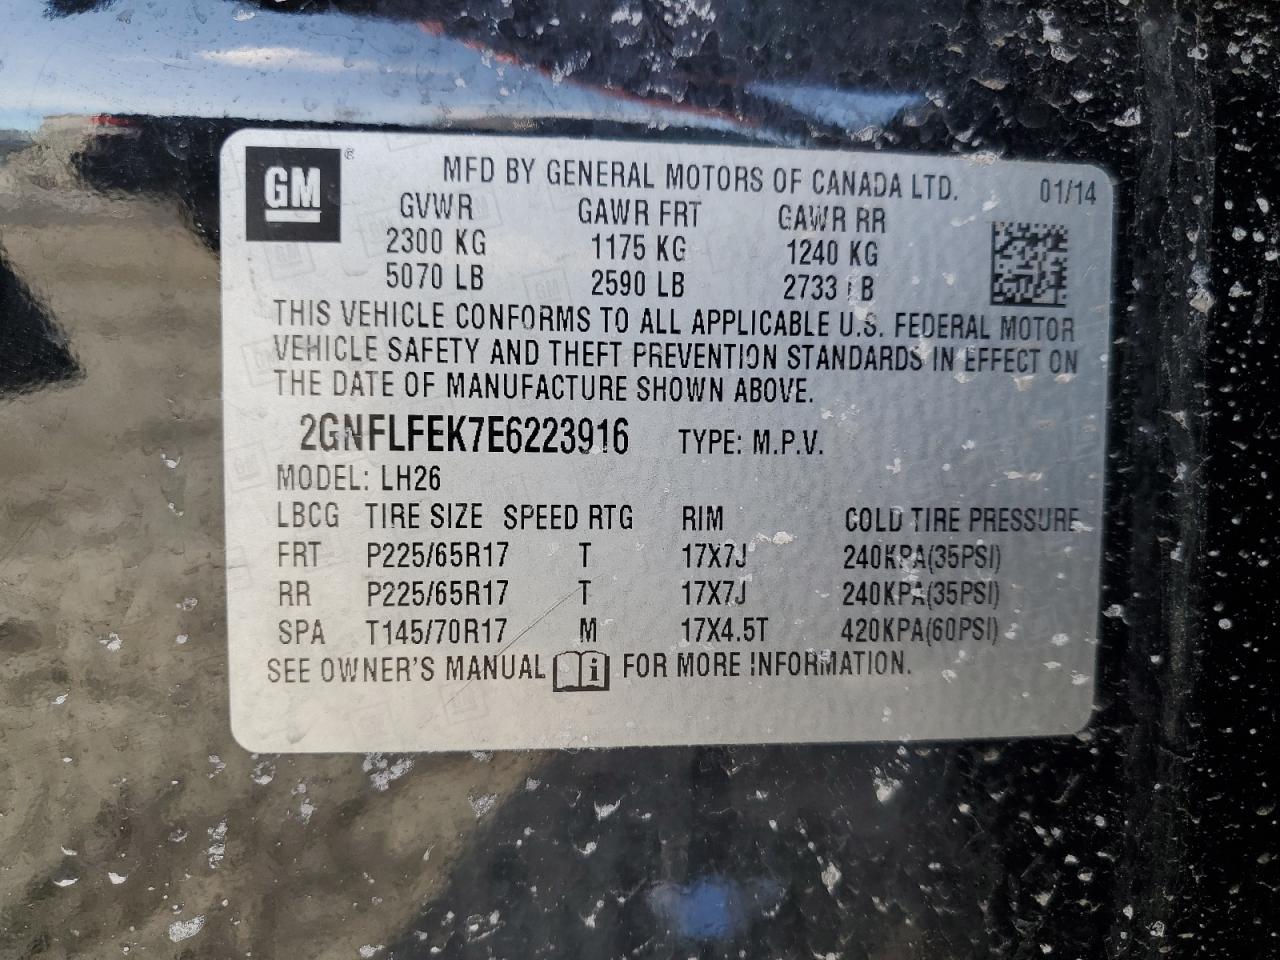 GM ® MFD BY GENERAL MOTORS OF CANADA LTD. 01/14
GVWR GAWR FRT GAWR RR
2300 KG 1175 KG 1240 KG
5070 LB 2590 LB 2733 LB
THIS VEHICLE CONFORMS TO ALL APPLICABLE U.S. FEDERAL MOTOR
VEHICLE SAFETY AND THEFT PREVENTION STANDARDS IN EFFECT ON
THE DATE OF MANUFACTURE SHOWN ABOVE.
2GNFLFEK7E6223916 TYPE: M.P.V.
MODEL: LH26
LBCG TIRE SIZE SPEED RTG RIM COLD TIRE PRESSURE
FRT P225/65R17 T 17X7J 240KPA(35PSI)
RR P225/65R17 T 17X7J 240KPA(35PSI)
SPA T145/70R17 M 17X4.5T 420KPA(60PSI)
SEE OWNER'S MANUAL i FOR MORE INFORMATION.